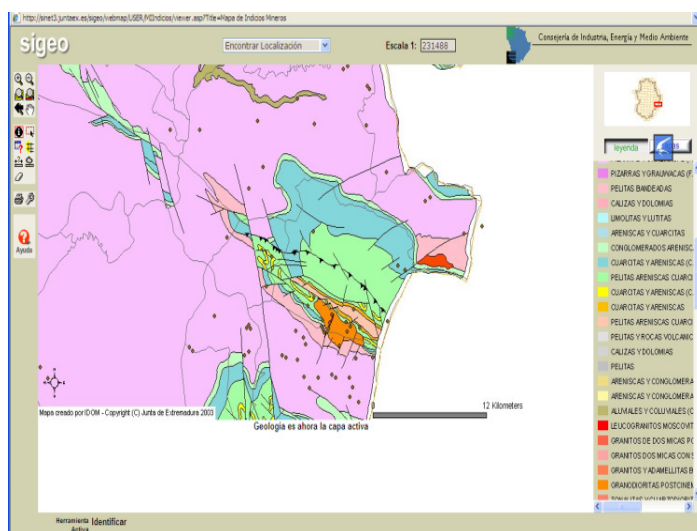 http://sinet3.juntaex.es/sigeo/webmap/USER/MIndicios/viewer.asp?Title=Mapa de Indicios Mineros
sigeo
Encontrar Localización
Escala 1: 231488
Consejería de Industria, Energía y Medio Ambiente
leyenda
Ayuda
PIZARRAS Y GRAUVACAS (F.
PELITAS BANDEADAS
CALIZAS Y DOLOMIAS
LIMOLITAS Y LUTITAS
ARENISCAS Y CUARCITAS
CONGLOMERADOS ARENISC
CUARCITAS Y ARENISCAS (C.
PELITAS ARENISCAS CUARC
CUARCITAS Y ARENISCAS (C.
CUARCITAS Y ARENISCAS
PELITAS ARENISCAS CUARCI
PELITAS Y ROCAS VOLCANIC
CALIZAS Y DOLOMIAS
PELITAS
ARENISCAS Y CONGLOMERA
ARENISCAS Y CONGLOMERA
ALUVIALES Y COLUVIALES (C
LEUCOGRANITOS MOSCOVIT
GRANITOS DE DOS MICAS PO
GRANITOS DOS MICAS CON S
GRANITOS Y ADAMELLITAS B
GRANODIORITAS POSTCINEM
Mapa creado por IDOM - Copyright (C) Junta de Extremadura 2003
0 12 Kilometers
Geología es ahora la capa activa
Herramienta Activa Identificar